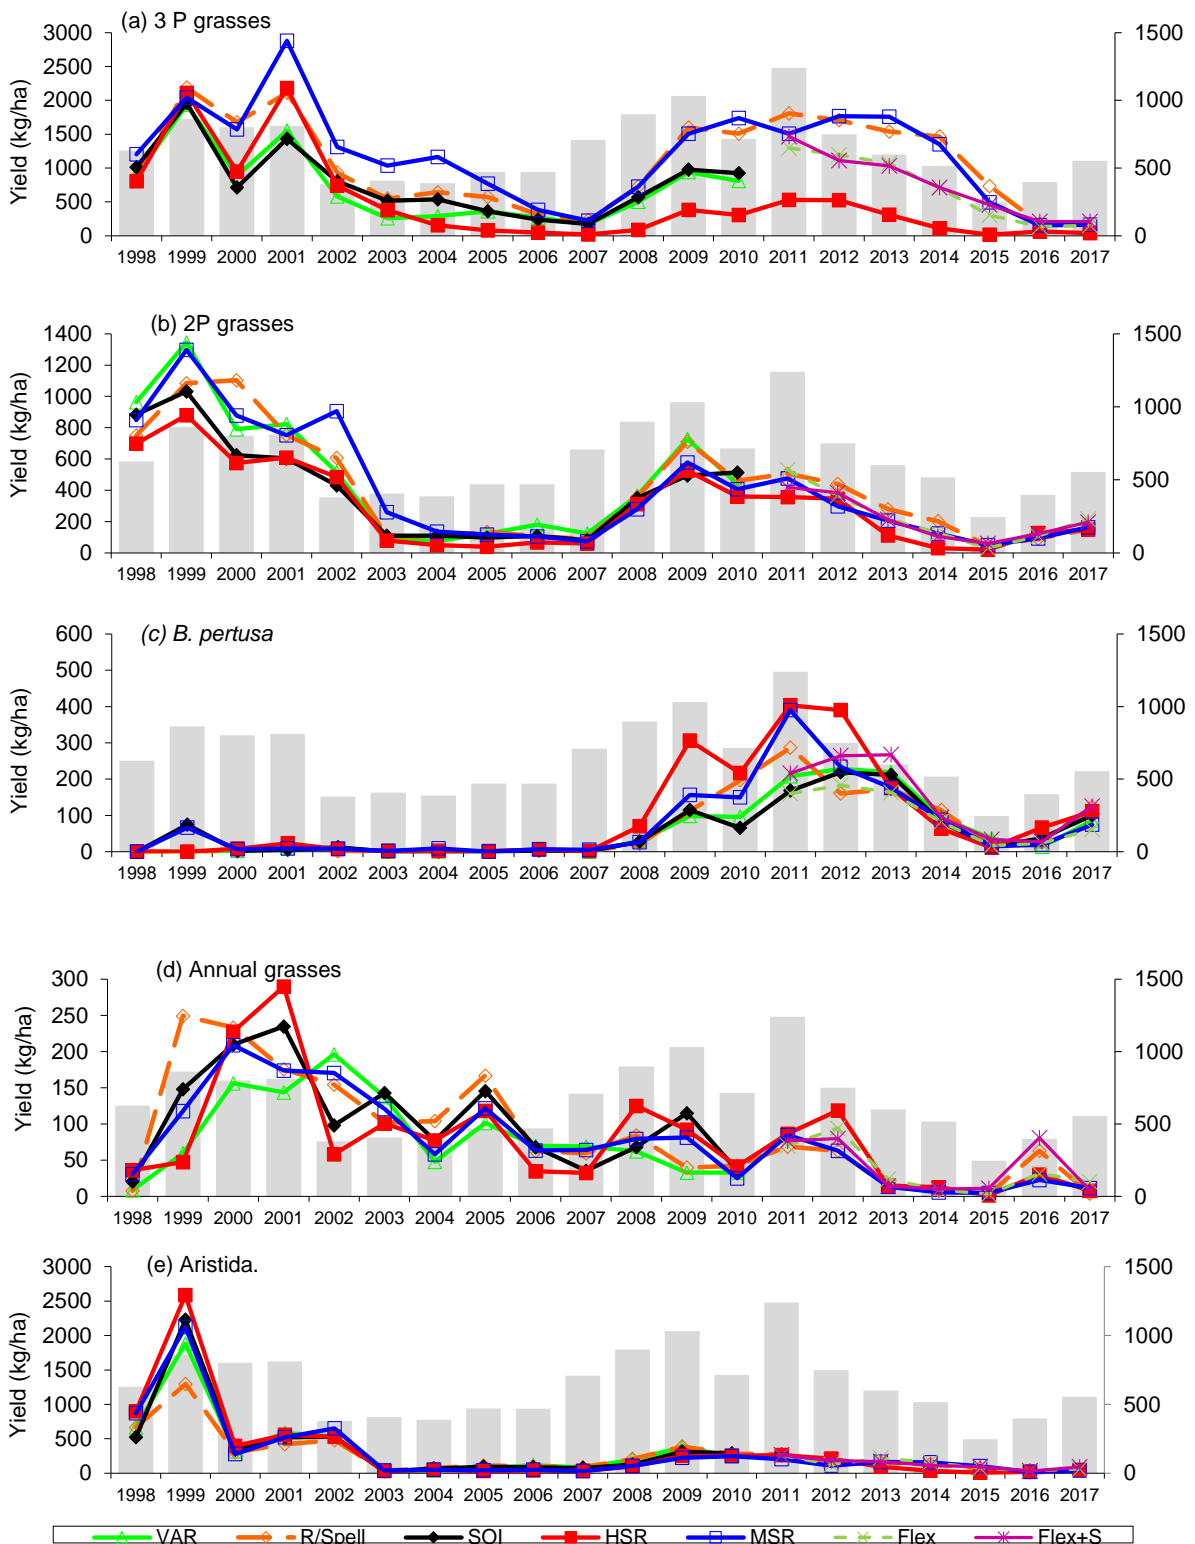 (a) 3 P grasses
3000 2500 2000 1500 1000 500 0
Yield (kg/ha)
1500 1000 500 0
1998 1999 2000 2001 2002 2003 2004 2005 2006 2007 2008 2009 2010 2011 2012 2013 2014 2015 2016 2017
(b) 2P grasses
1400 1200 1000 800 600 400 200 0
Yield (kg/ha)
1500 1000 500 0
1998 1999 2000 2001 2002 2003 2004 2005 2006 2007 2008 2009 2010 2011 2012 2013 2014 2015 2016 2017
(c) B. pertusa
600 500 400 300 200 100 0
Yield (kg/ha)
1500 1000 500 0
1998 1999 2000 2001 2002 2003 2004 2005 2006 2007 2008 2009 2010 2011 2012 2013 2014 2015 2016 2017
(d) Annual grasses
300 250 200 150 100 50 0
Yield (kg/ha)
1500 1000 500 0
1998 1999 2000 2001 2002 2003 2004 2005 2006 2007 2008 2009 2010 2011 2012 2013 2014 2015 2016 2017
(e) Aristida.
3000 2500 2000 1500 1000 500 0
Yield (kg/ha)
1500 1000 500 0
1998 1999 2000 2001 2002 2003 2004 2005 2006 2007 2008 2009 2010 2011 2012 2013 2014 2015 2016 2017
VAR R/Spell SOI HSR MSR Flex Flex+S